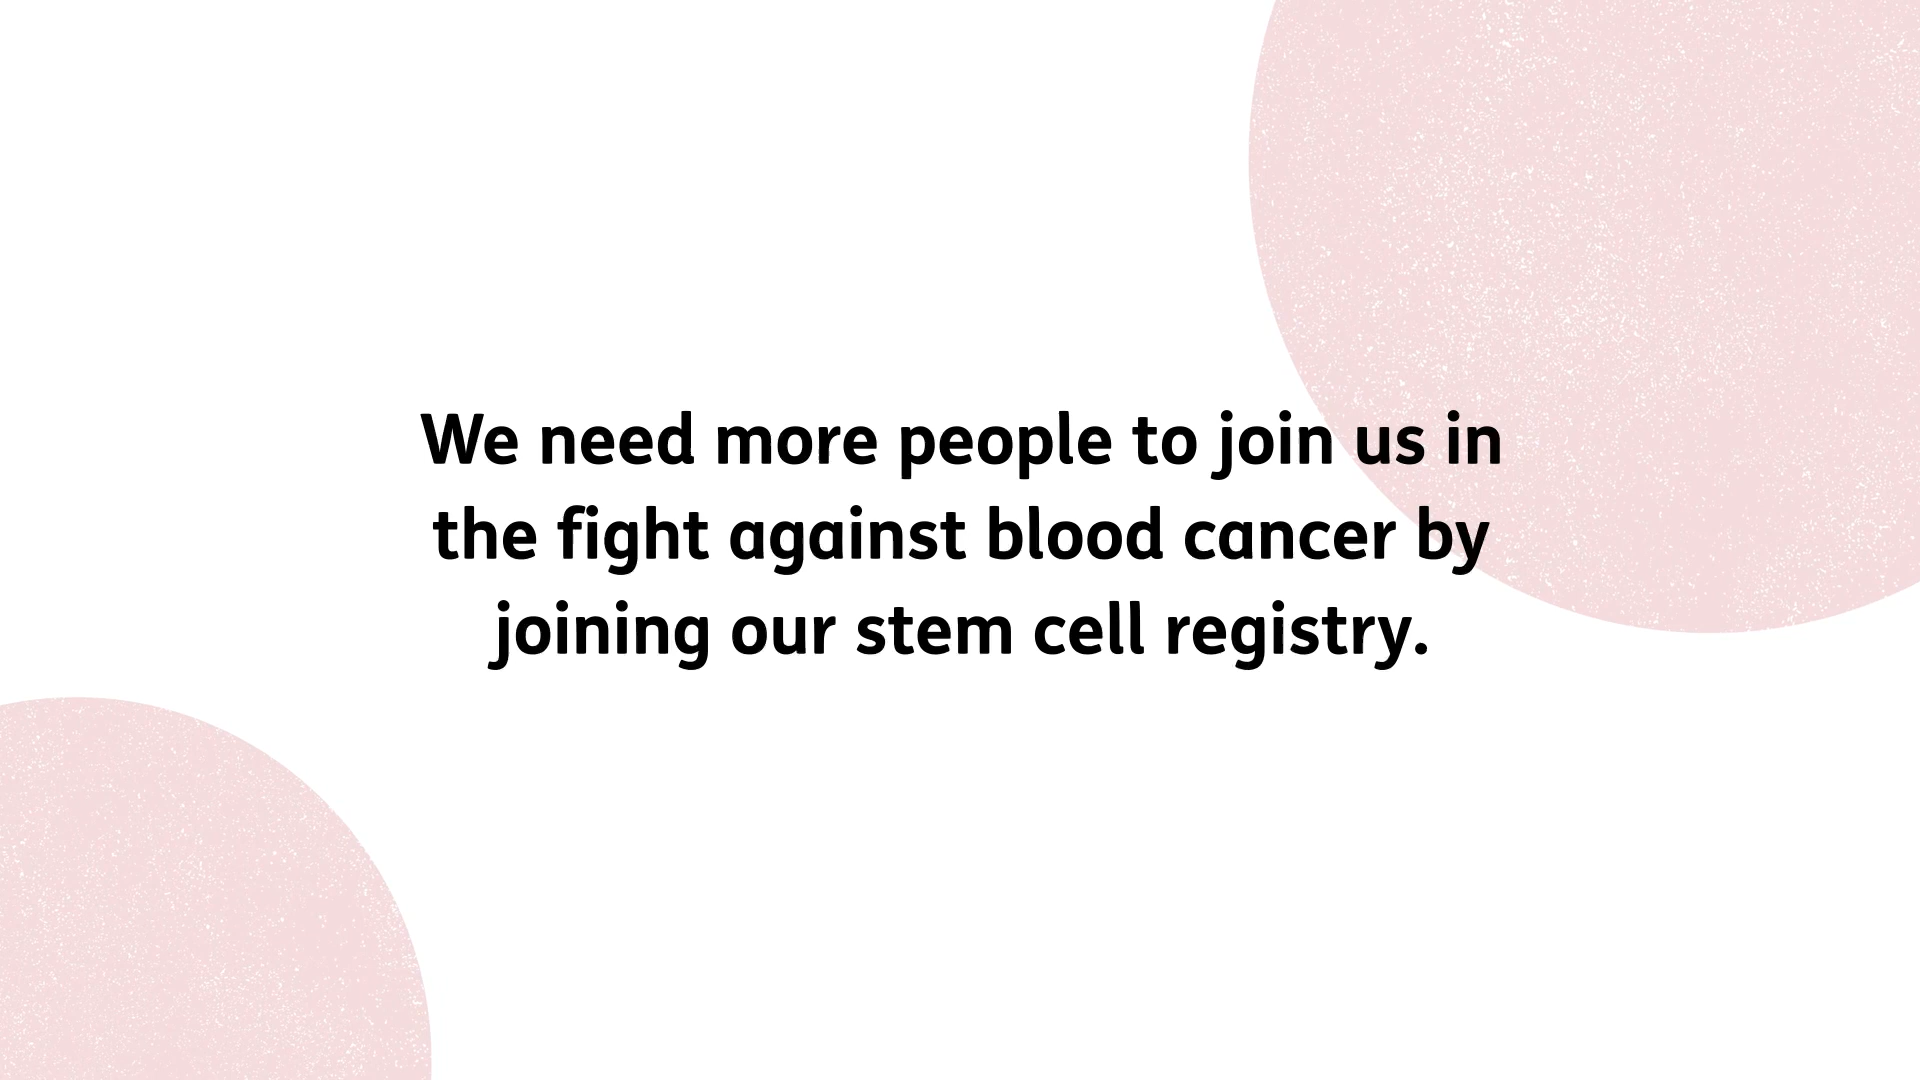 We need more people to join us in
the fight against blood cancer by
joining our stem cell registry.